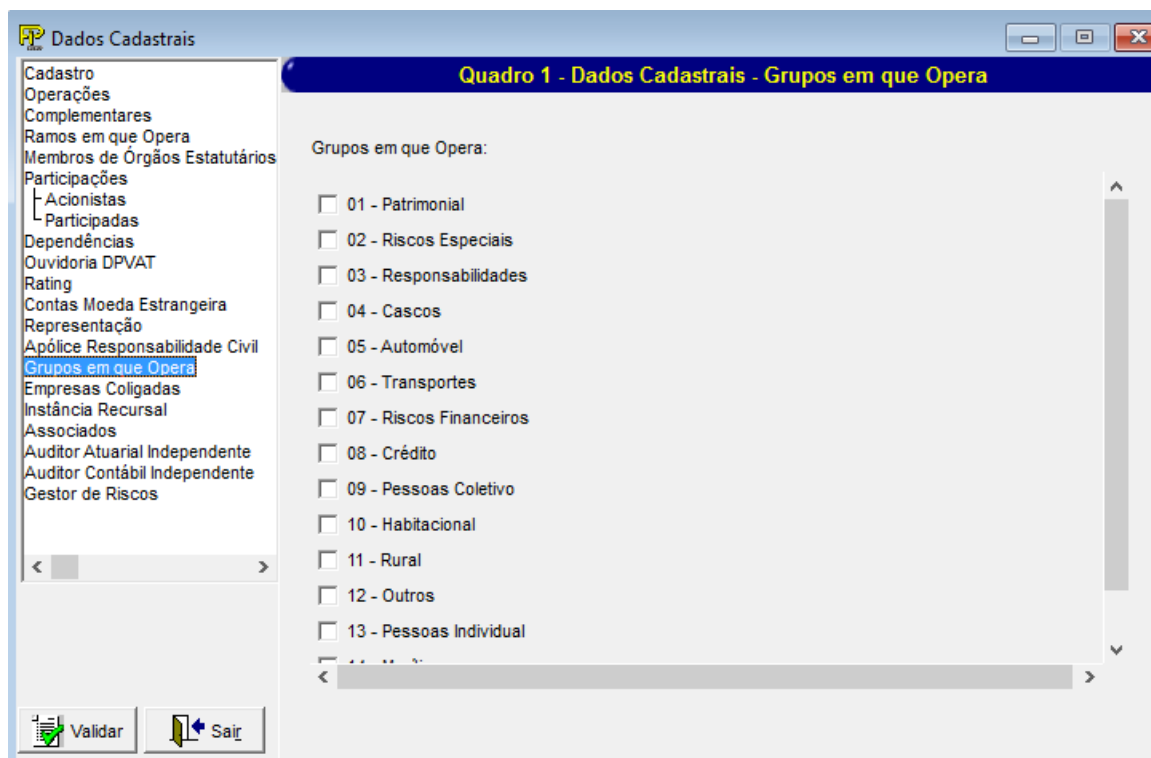 Dados Cadastrais
Cadastro
Operações
Complementares
Ramos em que Opera
Membros de Órgãos Estatutários
Participações
Acionistas
Participadas
Dependências
Ouvidoria DPVAT
Rating
Contas Moeda Estrangeira
Representação
Apólice Responsabilidade Civil
Grupos em que Opera
Empresas Coligadas
Instância Recursal
Associados
Auditor Atuarial Independente
Auditor Contábil Independente
Gestor de Riscos
Validar
Sair
Quadro 1 - Dados Cadastrais - Grupos em que Opera
Grupos em que Opera:
01 - Patrimonial
02 - Riscos Especiais
03 - Responsabilidades
04 - Cascos
05 - Automóvel
06 - Transportes
07 - Riscos Financeiros
08 - Crédito
09 - Pessoas Coletivo
10 - Habitacional
11 - Rural
12 - Outros
13 - Pessoas Individual